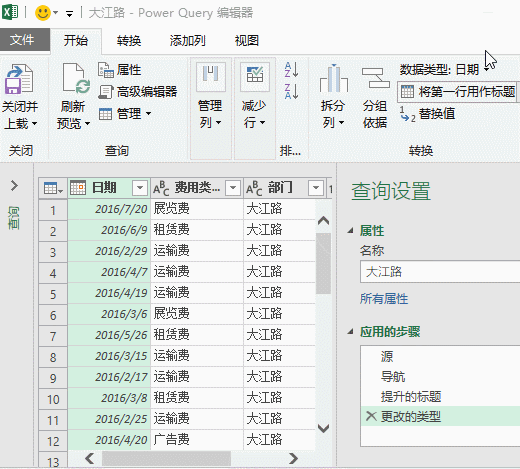 大江路 - Power Query 编辑器
文件 开始 转换 添加列 视图
关闭并上载 刷新预览 属性 高级编辑器 管理 管理列 减少行 拆分列 分组依据 数据类型: 日期 将第一行用作标题 替换值
关闭 查询 排... 转换
查询
日期 费用类... 部门
1 2016/7/20 展览费 大江路
2 2016/6/9 租赁费 大江路
3 2016/2/29 运输费 大江路
4 2016/4/7 运输费 大江路
5 2016/4/19 运输费 大江路
6 2016/3/6 展览费 大江路
7 2016/5/26 租赁费 大江路
8 2016/3/15 运输费 大江路
9 2016/2/17 运输费 大江路
10 2016/3/8 租赁费 大江路
11 2016/2/25 运输费 大江路
12 2016/4/20 广告费 大江路
13
查询设置
属性
名称
大江路
所有属性
应用的步骤
源
导航
提升的标题
更改的类型